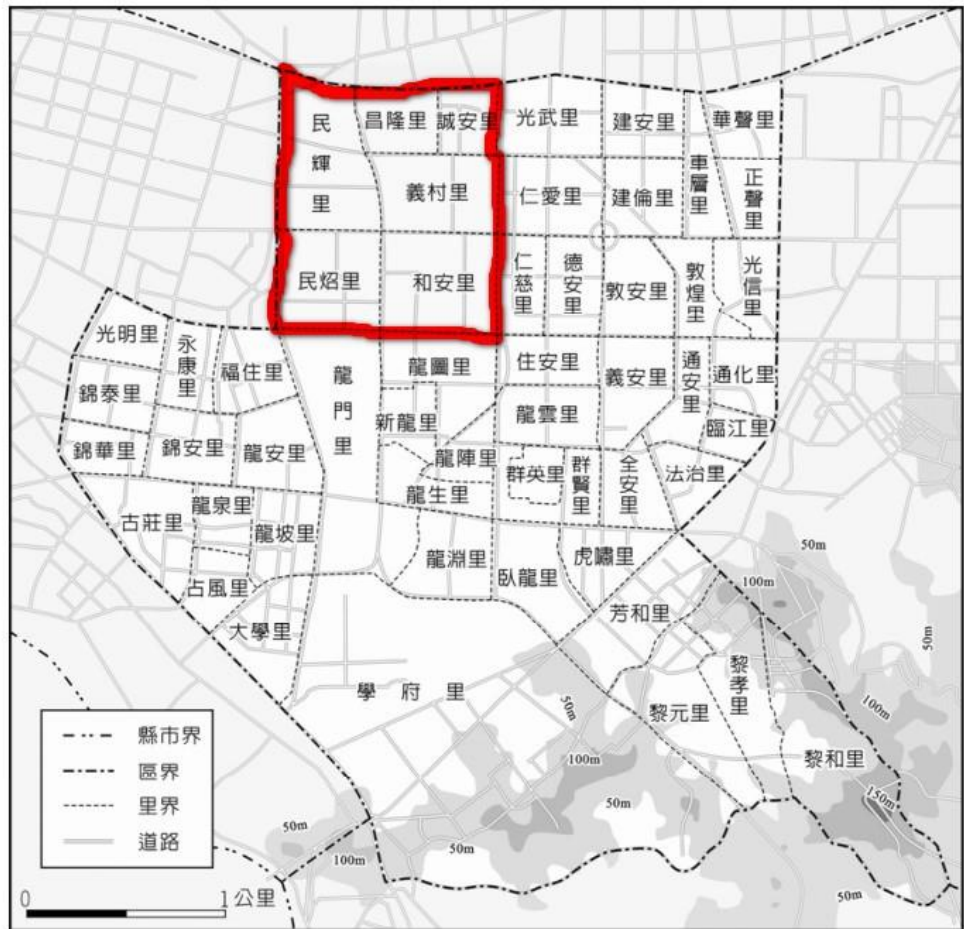 民輝里
昌隆里
誠安里
光武里
建安里
華聲里
義村里
仁愛里
建倫里
車層里
正聲里
民炤里
和安里
仁慈里
德安里
敦安里
敦煌里
光信里
光明里
永康里
福住里
龍門里
龍圖里
住安里
義安里
通安里
通化里
錦泰里
新龍里
龍雲里
臨江里
錦華里
錦安里
龍安里
龍陣里
群英里
群賢里
全安里
法治里
龍生里
古莊里
龍泉里
龍坡里
龍淵里
臥龍里
虎嘯里
50m
古風里
100m
大學里
芳和里
50m
學府里
黎孝里
50m
黎元里
100m
100m
黎和里
50m
150m
50m
100m
50m
50m
縣市界
區界
里界
道路
0 1公里